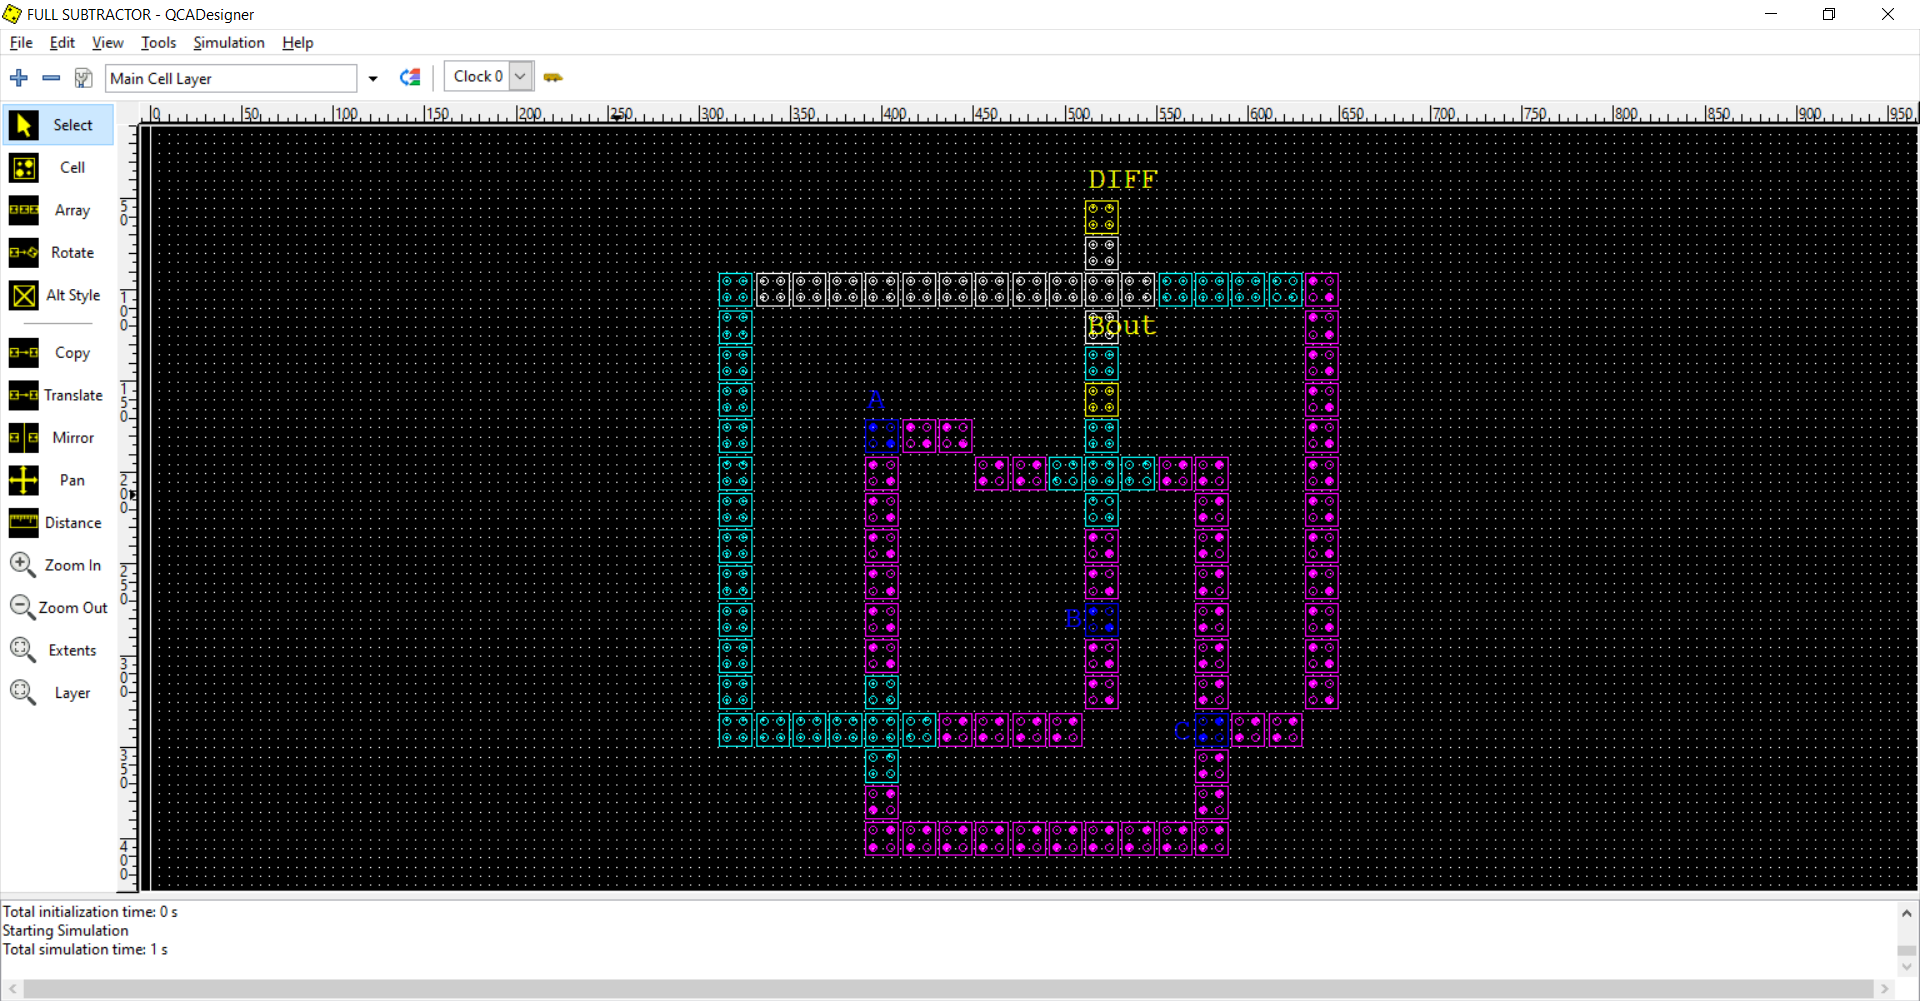 FULL SUBTRACTOR - QCADesigner
File Edit View Tools Simulation Help
Main Cell Layer Clock 0
0 50 100 150 200 250 300 350 400 450 500 550 600 650 700 750 800 850 900 950
Select
Cell
Array
Rotate
Alt Style
Copy
Translate
Mirror
Pan
Distance
Zoom In
Zoom Out
Extents
Layer
50
100
150
200
250
300
350
400
DIFF
Bout
A
B
C
Total initialization time: 0 s
Starting Simulation
Total simulation time: 1 s